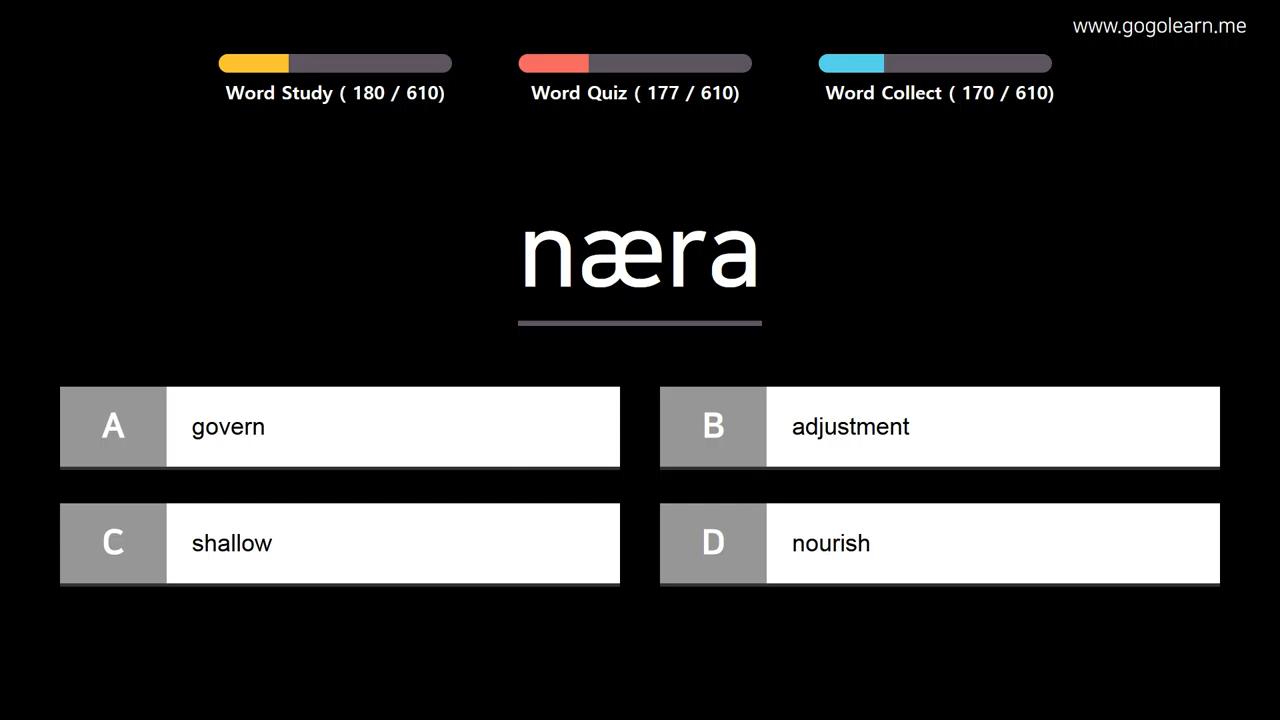 www.gogolearn.me
Word Study ( 180 / 610)
Word Quiz ( 177 / 610)
Word Collect ( 170 / 610)
næra
A govern
B adjustment
C shallow
D nourish